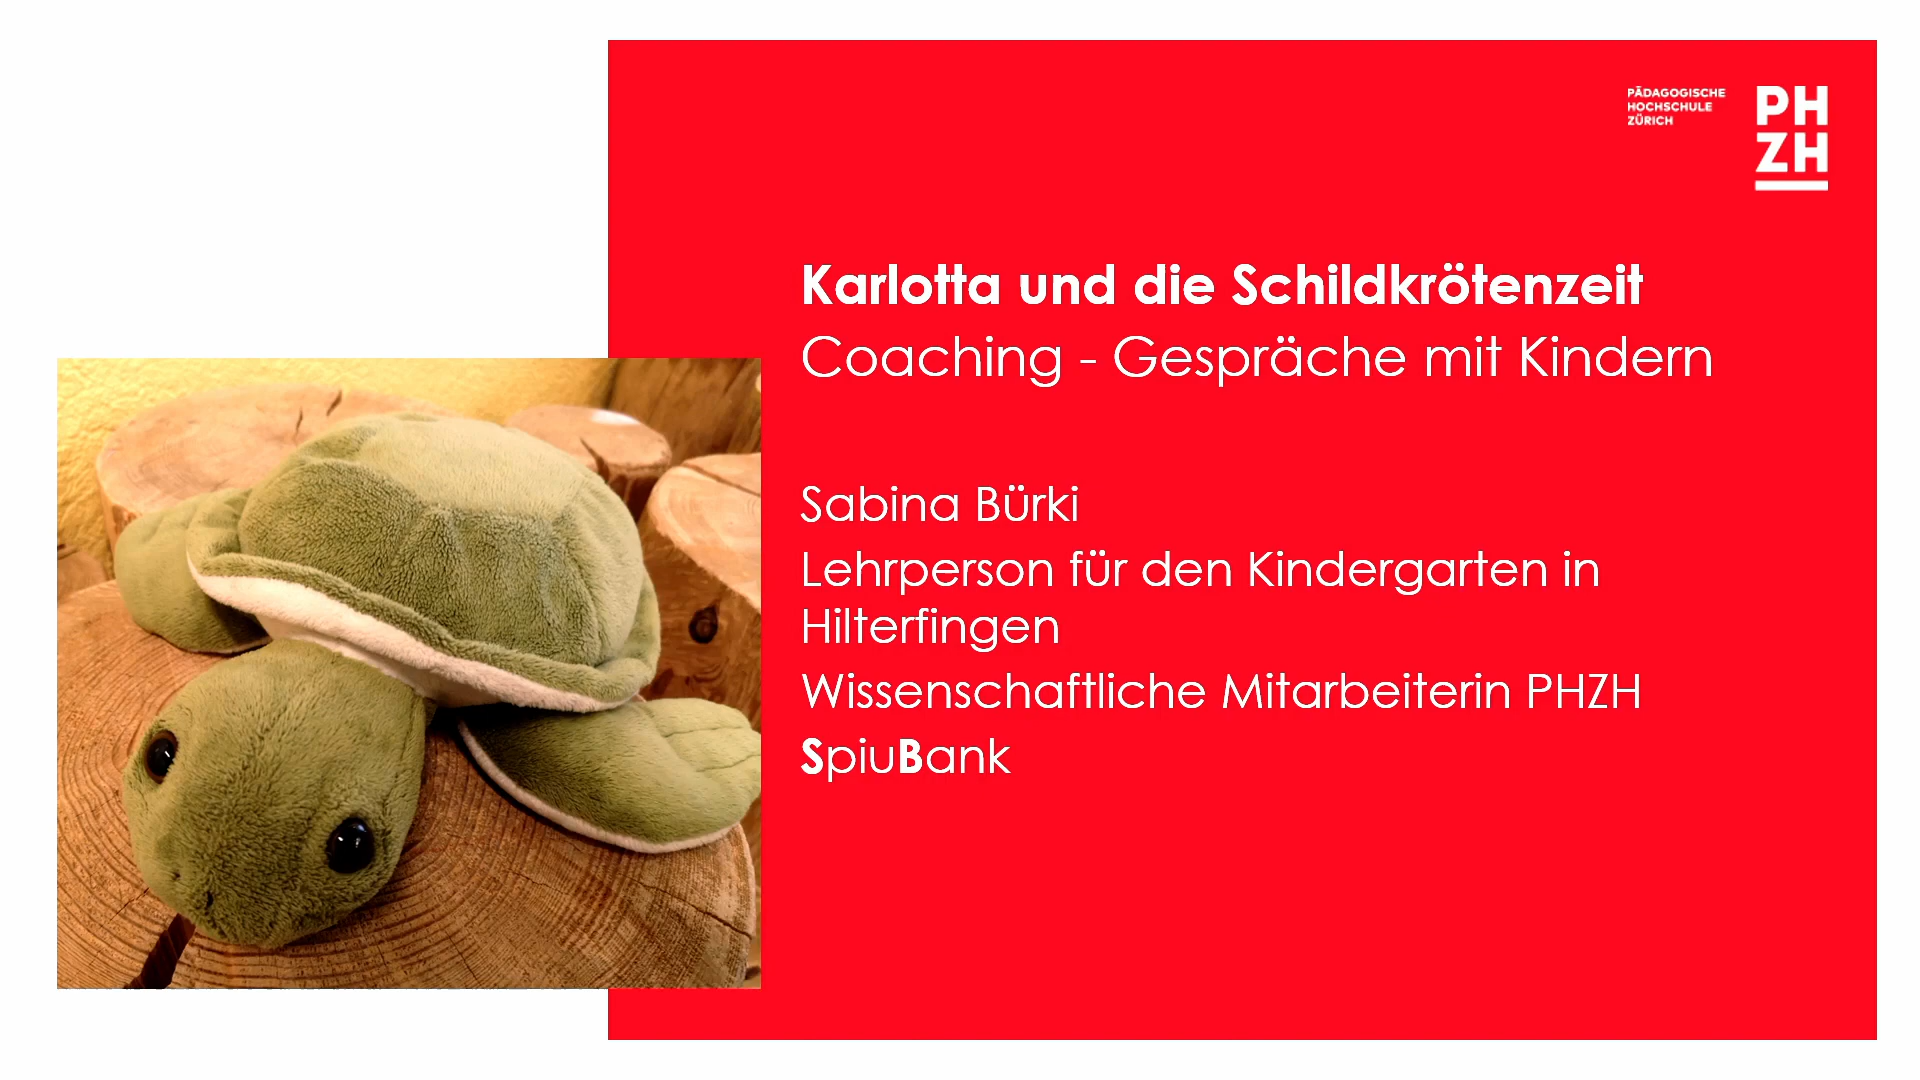 PÄDAGOGISCHE
HOCHSCHULE
ZÜRICH
PH
ZH
Karlotta und die Schildkrötenzeit
Coaching - Gespräche mit Kindern
Sabina Bürki
Lehrperson für den Kindergarten in
Hilterfingen
Wissenschaftliche Mitarbeiterin PHZH
SpiuBank